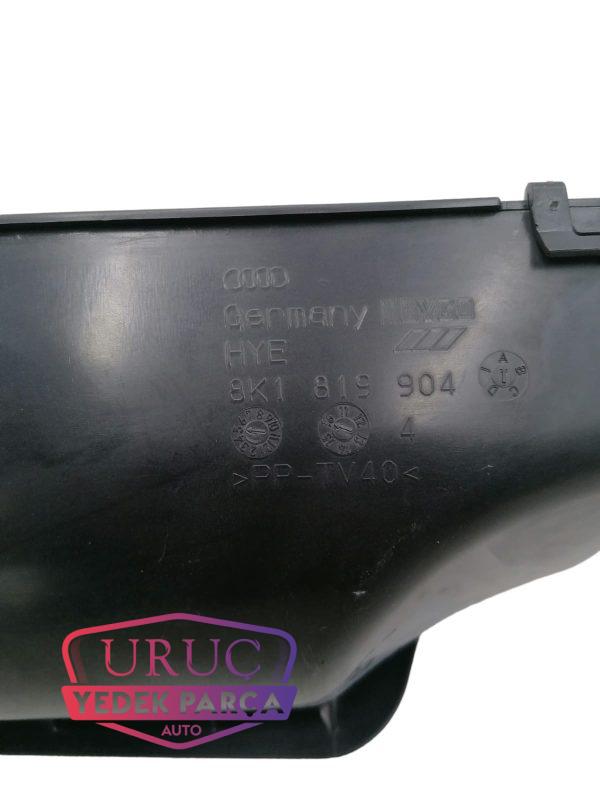 Germany
HYE
8K1 819 904
4
>PP-TV40<
URUÇ
YEDEK PARÇA
AUTO